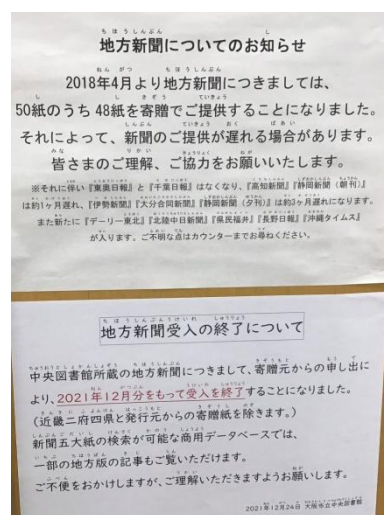 地方新聞についてのお知らせ
2018年4月より地方新聞につきましては、
50紙のうち48紙を寄贈でご提供することになりました。
それによって、新聞のご提供が遅れる場合があります。
皆さまのご理解、ご協力をお願いいたします。
※それに伴い『東奥日報』と『千葉日報』はなくなり、『高知新聞』『静岡新聞(朝刊)』
は約1ヶ月遅れ、『伊勢新聞』『大分合同新聞』『静岡新聞(夕刊)』は約3ヶ月遅れになります。
また新たに『デーリー東北』『北陸中日新聞』『県民福井』『長野日報』『沖縄タイムス』
が入ります。ご不明な点はカウンターまでお尋ねください。
地方新聞受入の終了について
中央図書館所蔵の地方新聞につきまして、寄贈元からの申し出に
より、2021年12月分をもって受入を終了することになりました。
(近畿二府四県と発行元からの寄贈紙を除きます。)
新聞五大紙の検索が可能な商用データベースでは、
一部の地方版の記事もご覧いただけます。
ご不便をおかけしますが、ご理解いただきますようお願いします。
2021年12月24日 大阪市立中央図書館